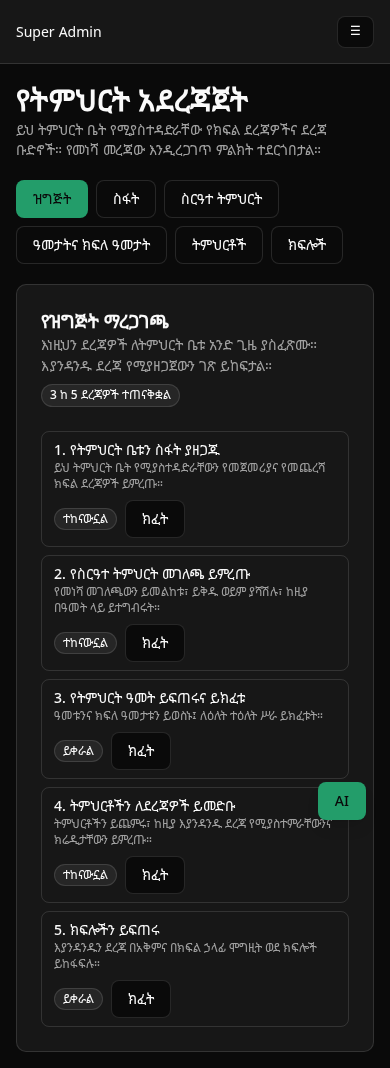 Super Admin
☰
የትምህርት አደረጃጀት
ይህ ትምህርት ቤት የሚያስተዳድራቸው የክፍል ደረጃዎችና ደረጃ
ቡድኖች። የመነሻ መረጃው እንዲረጋገጥ ምልክት ተደርጎበታል።
ዝግጅት
ስፋት
ስርዓተ ትምህርት
ዓመታትና ክፍለ ዓመታት
ትምህርቶች
ክፍሎች
የዝግጅት ማረጋገጫ
እነዚህን ደረጃዎች ለትምህርት ቤቱ አንድ ጊዜ ያስፈጽሙ።
እያንዳንዱ ደረጃ የሚያዘጋጀውን ገጽ ይከፍታል።
3 ከ 5 ደረጃዎች ተጠናቅቋል
1. የትምህርት ቤቱን ስፋት ያዘጋጁ
ይህ ትምህርት ቤት የሚያስተዳድራቸውን የመጀመሪያና የመጨረሻ
ክፍል ደረጃዎች ይምረጡ።
ተከናውኗል
ክፈት
2. የስርዓተ ትምህርት መገለጫ ይምረጡ
የመነሻ መገለጫውን ይመልከቱ፣ ይቅዱ ወይም ያሻሽሉ፣ ከዚያ
በዓመት ላይ ይተግብሩት።
ተከናውኗል
ክፈት
3. የትምህርት ዓመት ይፍጠሩና ይክፈቱ
ዓመቱንና ክፍለ ዓመታቱን ይወስኑ፤ ለዕለት ተዕለት ሥራ ይክፈቱት።
ይቀራል
ክፈት
4. ትምህርቶችን ለደረጃዎች ይመድቡ
ትምህርቶችን ይጨምሩ፣ ከዚያ እያንዳንዱ ደረጃ የሚያስተምራቸውንና
ክሬዲታቸውን ይምረጡ።
ተከናውኗል
ክፈት
AI
5. ክፍሎችን ይፍጠሩ
እያንዳንዱን ደረጃ በአቅምና በክፍል ኃላፊ ሞግዚት ወደ ክፍሎች
ይከፋፍሉ።
ይቀራል
ክፈት